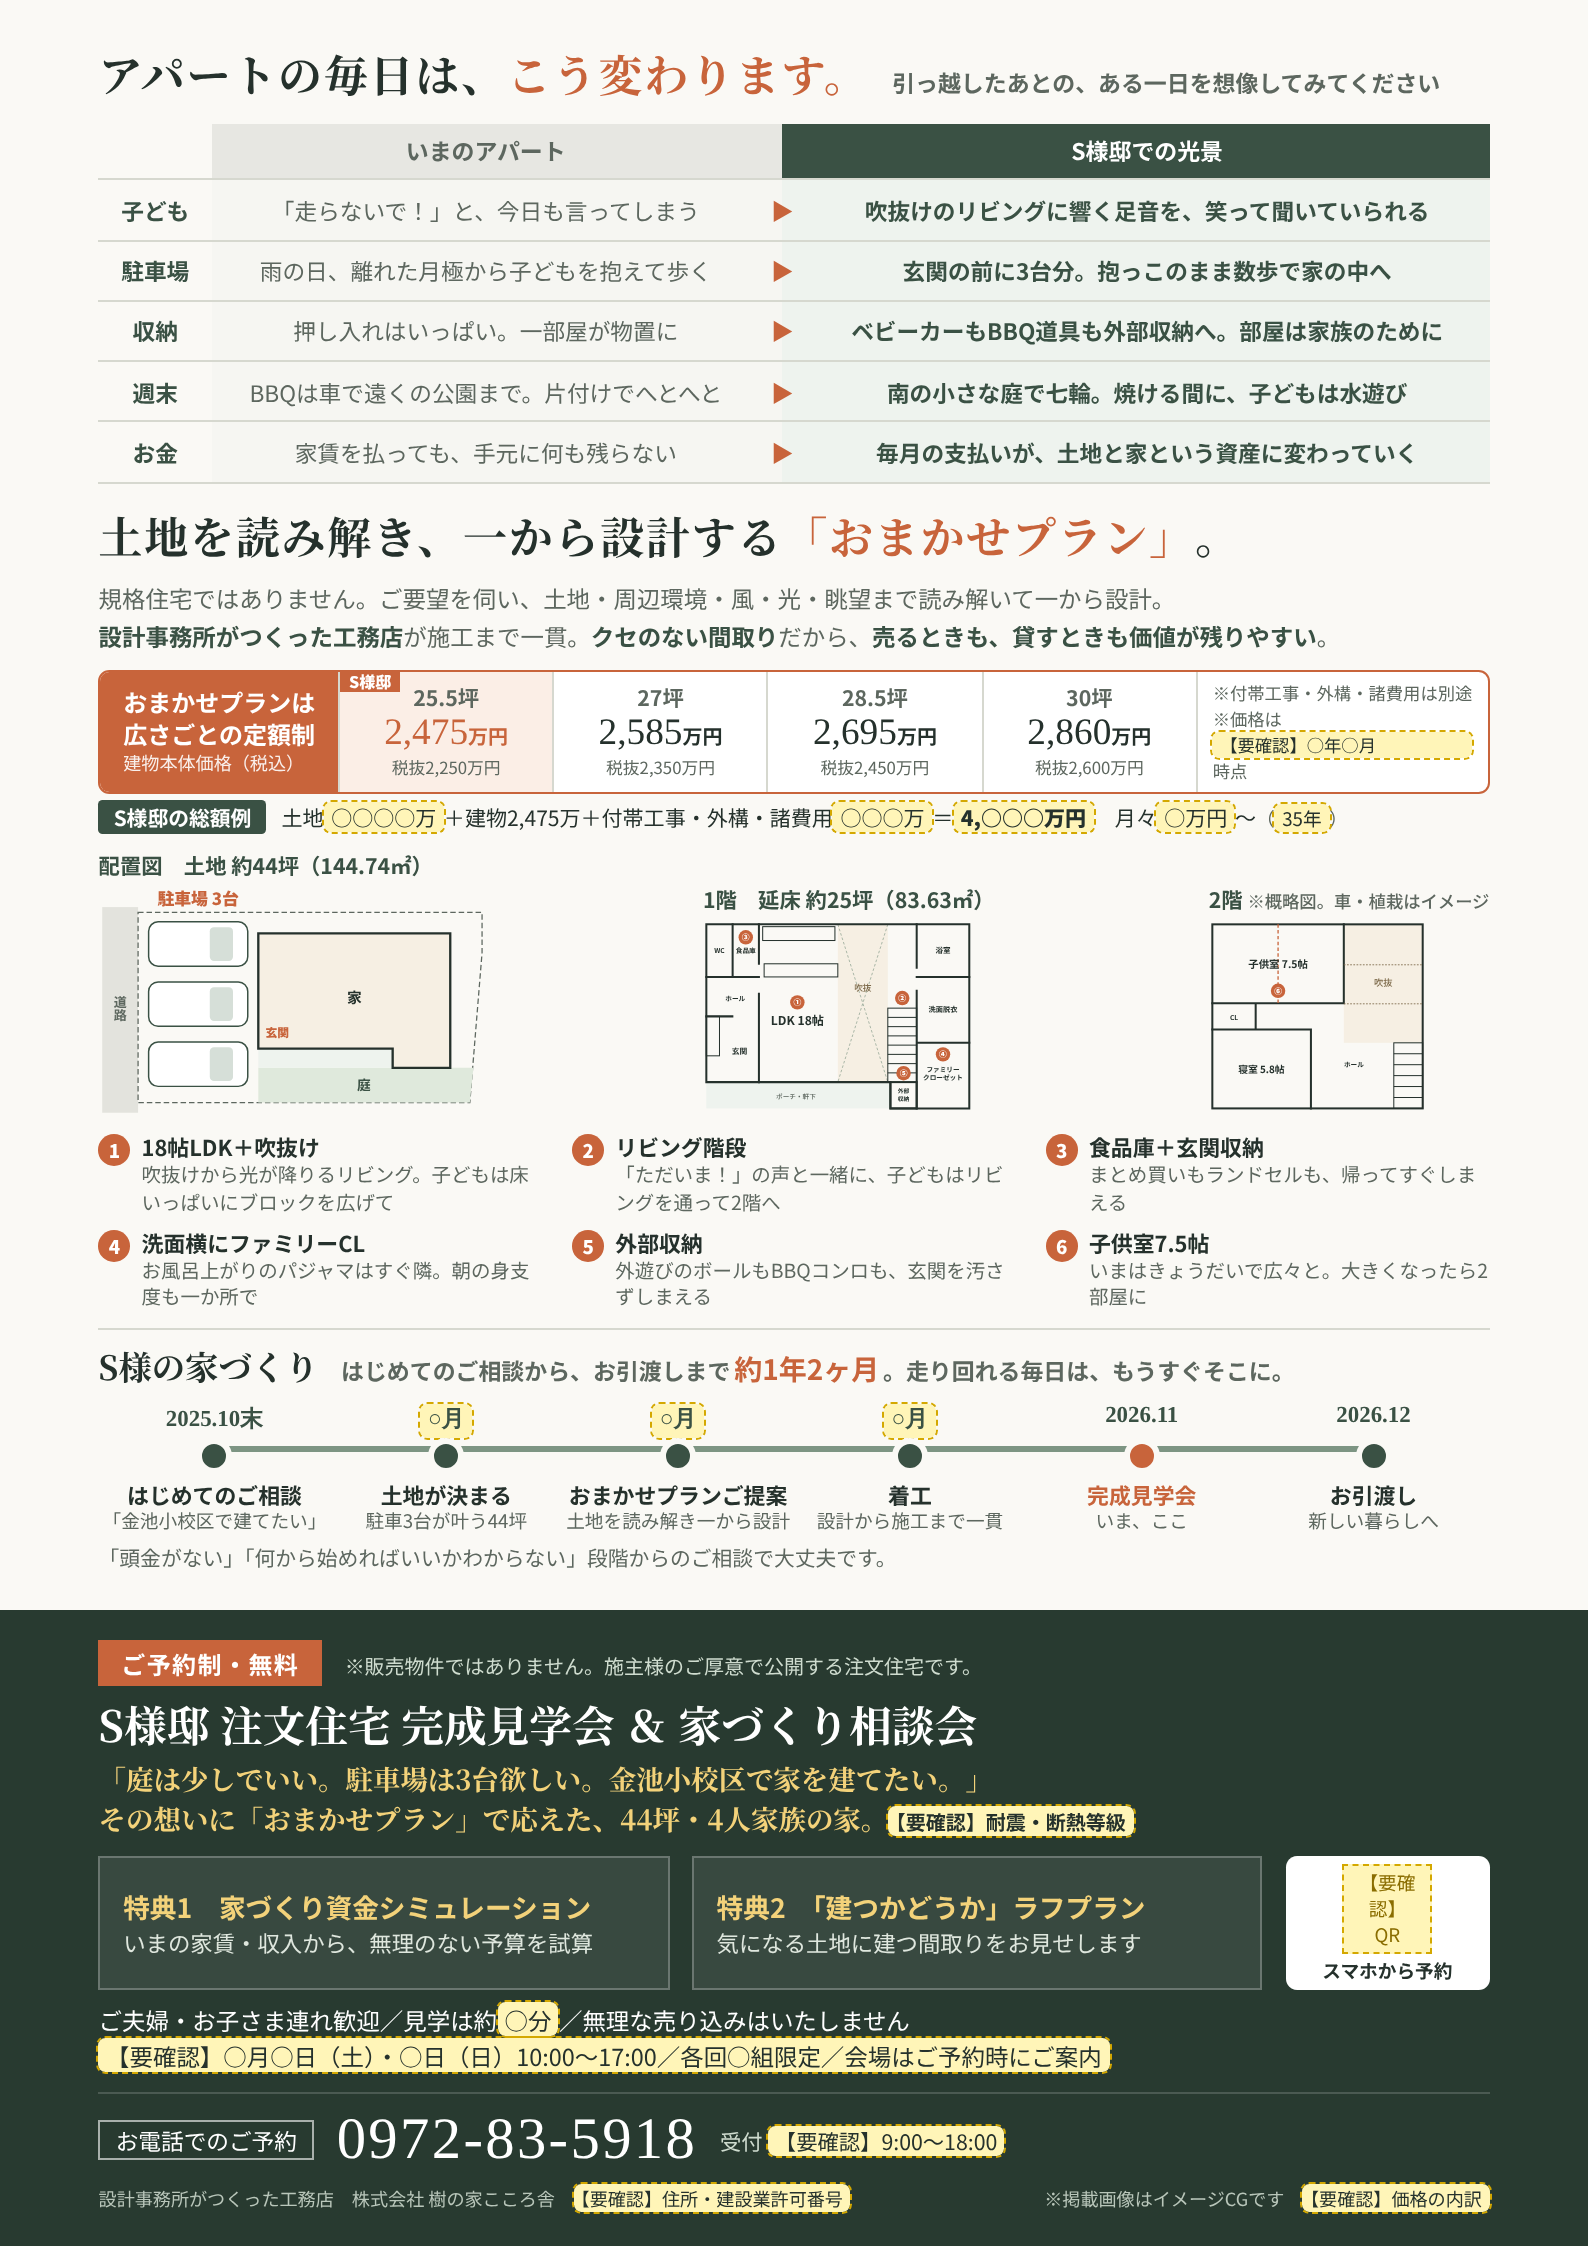 アパートの毎日は、こう変わります。 引っ越したあとの、ある一日を想像してみてください
いまのアパート S様邸での光景
子ども 「走らないで！」と、今日も言ってしまう ▶ 吹抜けのリビングに響く足音を、笑って聞いていられる
駐車場 雨の日、離れた月極から子どもを抱えて歩く ▶ 玄関の前に3台分。抱っこのまま数歩で家の中へ
収納 押し入れはいっぱい。一部屋が物置に ▶ ベビーカーもBBQ道具も外部収納へ。部屋は家族のために
週末 BBQは車で遠くの公園まで。片付けでへとへと ▶ 南の小さな庭で七輪。焼ける間に、子どもは水遊び
お金 家賃を払っても、手元に何も残らない ▶ 毎月の支払いが、土地と家という資産に変わっていく
土地を読み解き、一から設計する「おまかせプラン」。
規格住宅ではありません。ご要望を伺い、土地・周辺環境・風・光・眺望まで読み解いて一から設計。
設計事務所がつくった工務店が施工まで一貫。クセのない間取りだから、売るときも、貸すときも価値が残りやすい。
おまかせプランは
広さごとの定額制
建物本体価格（税込）
S様邸
25.5坪
2,475万円
税抜2,250万円
27坪
2,585万円
税抜2,350万円
28.5坪
2,695万円
税抜2,450万円
30坪
2,860万円
税抜2,600万円
※付帯工事・外構・諸費用は別途
※価格は
【要確認】○年○月
時点
S様邸の総額例 土地○○○○万＋建物2,475万＋付帯工事・外構・諸費用○○○万＝4,○○○万円 月々○万円～（35年）
配置図 土地 約44坪（144.74㎡）
駐車場 3台
道路
家
玄関
庭
1階 延床 約25坪（83.63㎡）
WC
③
食品庫
浴室
ホール
①
LDK 18帖
吹抜
②
洗面脱衣
玄関
④
ファミリー
クローゼット
⑤
外部
収納
ポーチ・軒下
2階 ※概略図。車・植栽はイメージ
子供室 7.5帖
⑥
吹抜
CL
寝室 5.8帖
ホール
1 18帖LDK＋吹抜け
吹抜けから光が降りるリビング。子どもは床
いっぱいにブロックを広げて
2 リビング階段
「ただいま！」の声と一緒に、子どもはリビ
ングを通って2階へ
3 食品庫＋玄関収納
まとめ買いもランドセルも、帰ってすぐしま
える
4 洗面横にファミリーCL
お風呂上がりのパジャマはすぐ隣。朝の身支
度も一か所で
5 外部収納
外遊びのボールもBBQコンロも、玄関を汚さ
ずしまえる
6 子供室7.5帖
いまはきょうだいで広々と。大きくなったら2
部屋に
S様の家づくり はじめてのご相談から、お引渡しまで約1年2ヶ月。走り回れる毎日は、もうすぐそこに。
2025.10末 ○月 ○月 ○月 2026.11 2026.12
はじめてのご相談 土地が決まる おまかせプランご提案 着工 完成見学会 お引渡し
「金池小校区で建てたい」 駐車3台が叶う44坪 土地を読み解き一から設計 設計から施工まで一貫 いま、ここ 新しい暮らしへ
「頭金がない」「何から始めればいいかわからない」段階からのご相談で大丈夫です。
ご予約制・無料 ※販売物件ではありません。施主様のご厚意で公開する注文住宅です。
S様邸 注文住宅 完成見学会 & 家づくり相談会
「庭は少しでいい。駐車場は3台欲しい。金池小校区で家を建てたい。」
その想いに「おまかせプラン」で応えた、44坪・4人家族の家。【要確認】耐震・断熱等級
特典1 家づくり資金シミュレーション
いまの家賃・収入から、無理のない予算を試算
特典2 「建つかどうか」ラフプラン
気になる土地に建つ間取りをお見せします
【要確
認】
QR
スマホから予約
ご夫婦・お子さま連れ歓迎／見学は約○分／無理な売り込みはいたしません
【要確認】○月○日（土）・○日（日）10:00～17:00／各回○組限定／会場はご予約時にご案内
お電話でのご予約 0972-83-5918 受付【要確認】9:00～18:00
設計事務所がつくった工務店 株式会社 樹の家こころ舎 【要確認】住所・建設業許可番号 ※掲載画像はイメージCGです 【要確認】価格の内訳